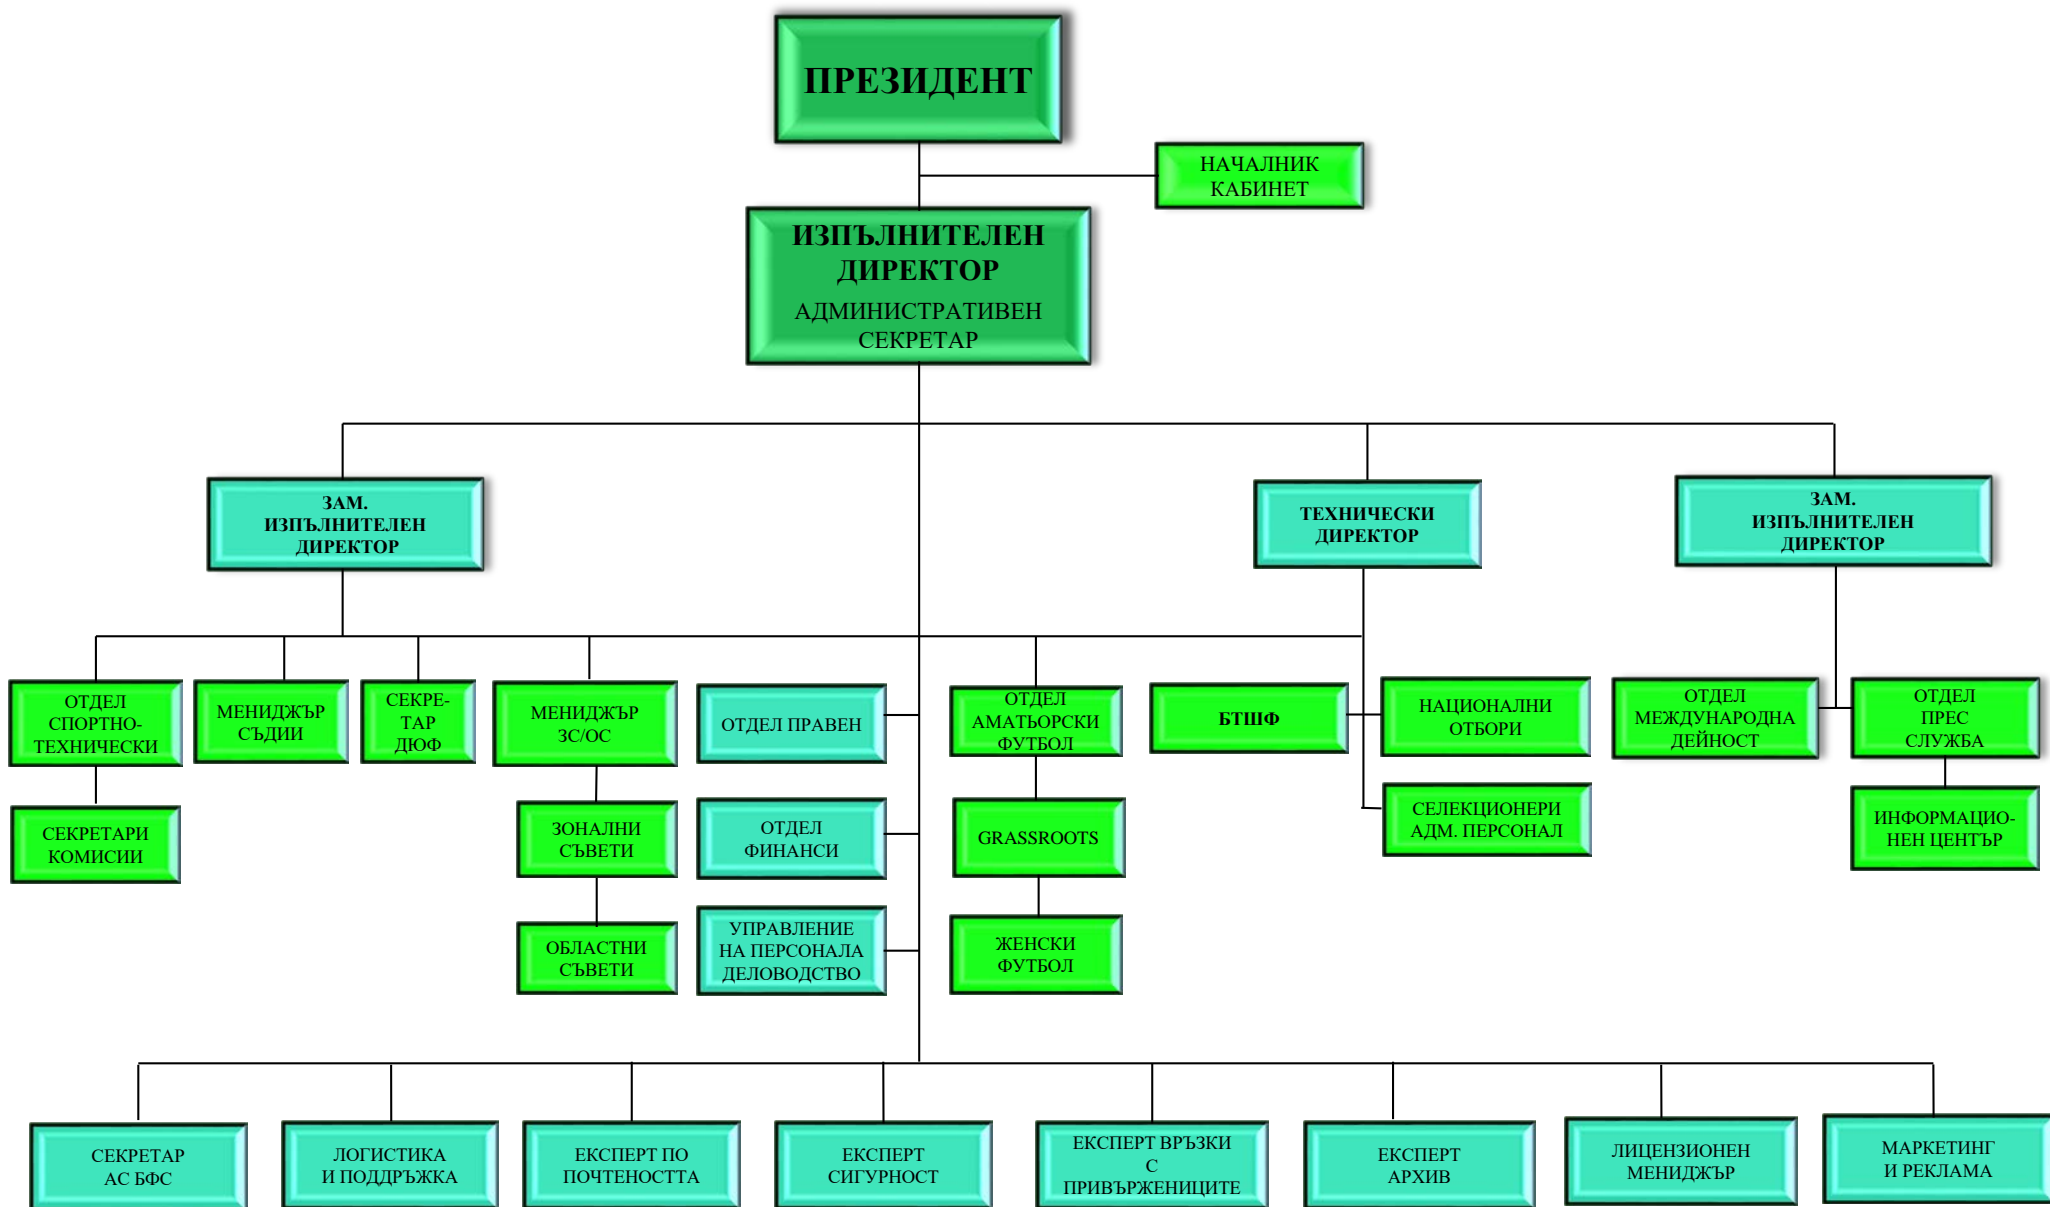 ПРЕЗИДЕНТ
НАЧАЛНИК
КАБИНЕТ
ИЗПЪЛНИТЕЛЕН
ДИРЕКТОР
АДМИНИСТРАТИВЕН
СЕКРЕТАР
ЗАМ.
ИЗПЪЛНИТЕЛЕН
ДИРЕКТОР
ТЕХНИЧЕСКИ
ДИРЕКТОР
ЗАМ.
ИЗПЪЛНИТЕЛЕН
ДИРЕКТОР
ОТДЕЛ
СПОРТНО-
ТЕХНИЧЕСКИ
МЕНИДЖЪР
СЪДИИ
СЕКРЕ-
ТАР
ДЮФ
МЕНИДЖЪР
ЗС/ОС
ОТДЕЛ ПРАВЕН
ОТДЕЛ
АМАТЬОРСКИ
ФУТБОЛ
БТШФ
НАЦИОНАЛНИ
ОТБОРИ
ОТДЕЛ
МЕЖДУНАРОДНА
ДЕЙНОСТ
ОТДЕЛ
ПРЕС
СЛУЖБА
СЕКРЕТАРИ
КОМИСИИ
ЗОНАЛНИ
СЪВЕТИ
ОТДЕЛ
ФИНАНСИ
GRASSROOTS
СЕЛЕКЦИОНЕРИ
АДМ. ПЕРСОНАЛ
ИНФОРМАЦИО-
НЕН ЦЕНТЪР
ОБЛАСТНИ
СЪВЕТИ
УПРАВЛЕНИЕ
НА ПЕРСОНАЛА
ДЕЛОВОДСТВО
ЖЕНСКИ
ФУТБОЛ
СЕКРЕТАР
АС БФС
ЛОГИСТИКА
И ПОДДРЪЖКА
ЕКСПЕРТ ПО
ПОЧТЕНОСТТА
ЕКСПЕРТ
СИГУРНОСТ
ЕКСПЕРТ ВРЪЗКИ
С
ПРИВЪРЖЕНИЦИТЕ
ЕКСПЕРТ
АРХИВ
ЛИЦЕНЗИОНЕН
МЕНИДЖЪР
МАРКЕТИНГ
И РЕКЛАМА